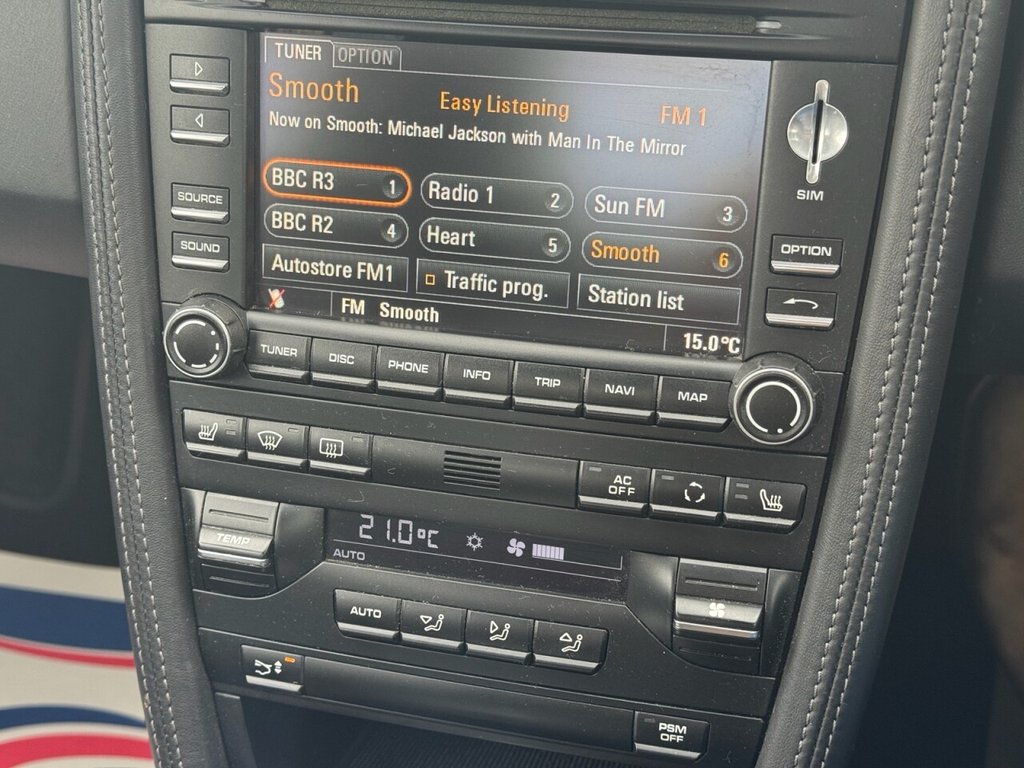 TUNER OPTION
Smooth Easy Listening FM 1
Now on Smooth: Michael Jackson with Man In The Mirror
BBC R3 1 Radio 1 2 Sun FM 3
BBC R2 4 Heart 5 Smooth 6
Autostore FM1 Traffic prog. Station list
FM Smooth
15.0°C
SOURCE
SOUND
SIM
OPTION
TUNER DISC PHONE INFO TRIP NAVI MAP
AC
OFF
TEMP
21.0°C
AUTO
AUTO
PSM
OFF